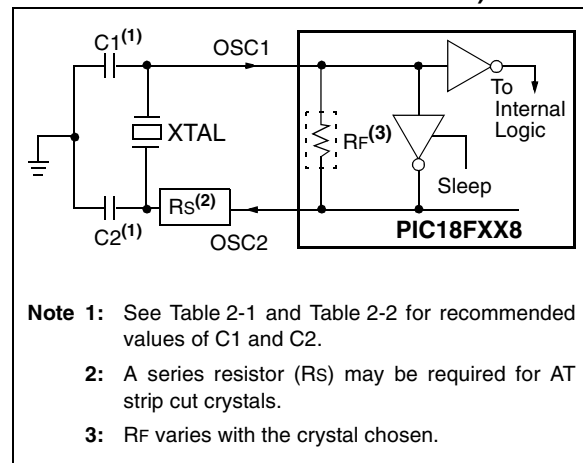 C1(1)
OSC1
To
Internal
Logic
XTAL
RF(3)
Sleep
RS(2)
C2(1)
OSC2
PIC18FXX8
Note 1: See Table 2-1 and Table 2-2 for recommended
values of C1 and C2.
2: A series resistor (RS) may be required for AT
strip cut crystals.
3: RF varies with the crystal chosen.